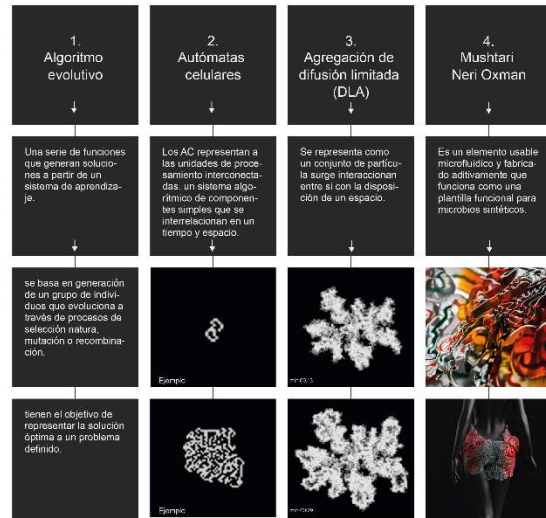 1.
Algoritmo
evolutivo
Una serie de funciones
que generan solucio-
nes a partir de un
sistema de aprendiza-
je.
se basa en generación
de un grupo de indivi-
duos que evoluciona a
través de procesos de
selección natura,
mutación o recombina-
ción.
tienen el objetivo de
representar la solución
óptima a un problema
definido.
2.
Autómatas
celulares
Los AC representan a
las unidades de proce-
samiento interconecta-
das. un sistema algo-
rítmico de componen-
tes simples que se
interrelacionan en un
tiempo y espacio.
Ejemplo
Ejemplo
3.
Agregación de
difusión limitada
(DLA)
Se representa como
un conjunto de partícu-
la surge interaccionan
entre si con la disposi-
ción de un espacio.
4.
Mushtari
Neri Oxman
Es un elemento usable
microfluídico y fabrica-
do aditivamente que
funciona como una
plantilla funcional para
microbios sintéticos.